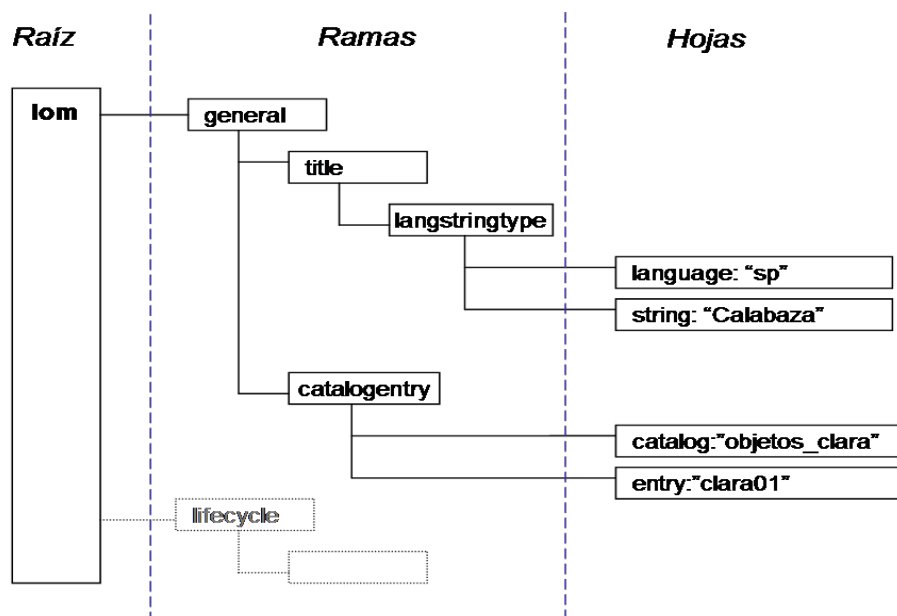 Raíz
Ramas
Hojas
lom
general
title
langstringtype
language: “sp”
string: “Calabaza”
catalogentry
catalog:”objetos_clara”
entry:”clara01”
lifecycle